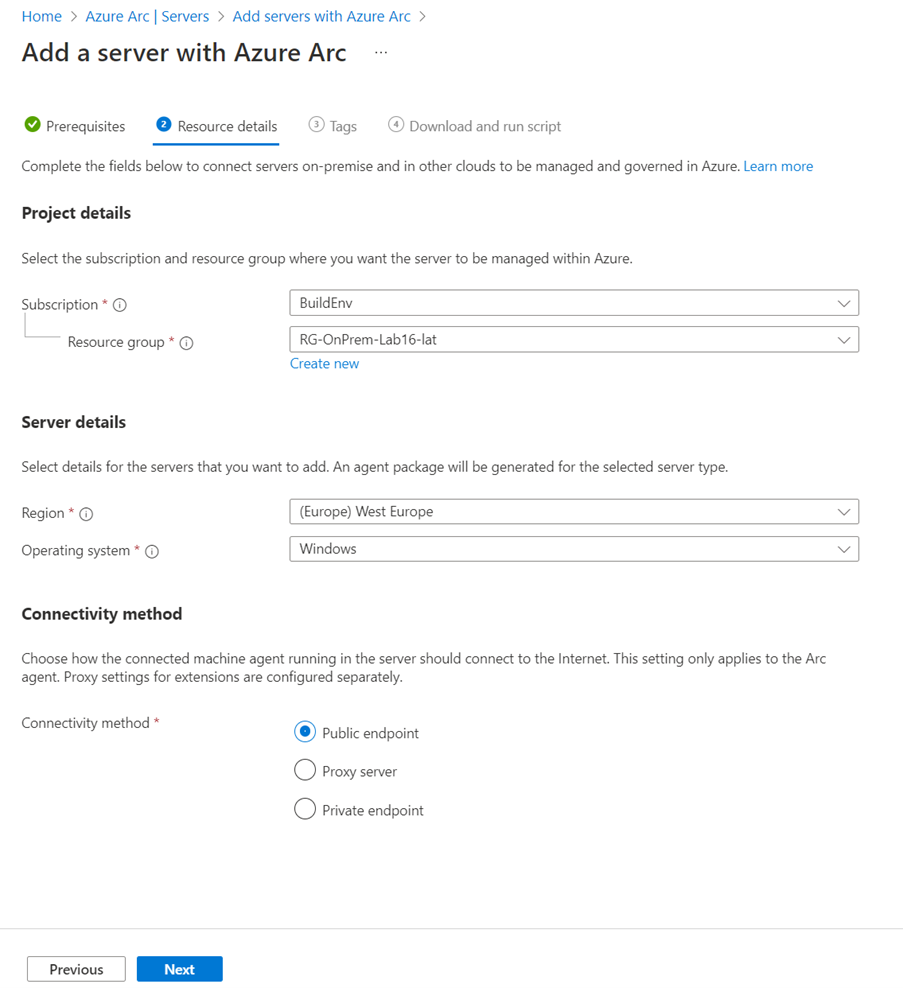 Home > Azure Arc | Servers > Add servers with Azure Arc >
Add a server with Azure Arc ...
Prerequisites 2 Resource details 3 Tags 4 Download and run script
Complete the fields below to connect servers on-premise and in other clouds to be managed and governed in Azure. Learn more
Project details
Select the subscription and resource group where you want the server to be managed within Azure.
Subscription * BuildEnv
Resource group * RG-OnPrem-Lab16-lat
Create new
Server details
Select details for the servers that you want to add. An agent package will be generated for the selected server type.
Region * (Europe) West Europe
Operating system * Windows
Connectivity method
Choose how the connected machine agent running in the server should connect to the Internet. This setting only applies to the Arc
agent. Proxy settings for extensions are configured separately.
Connectivity method *
Public endpoint
Proxy server
Private endpoint
Previous Next